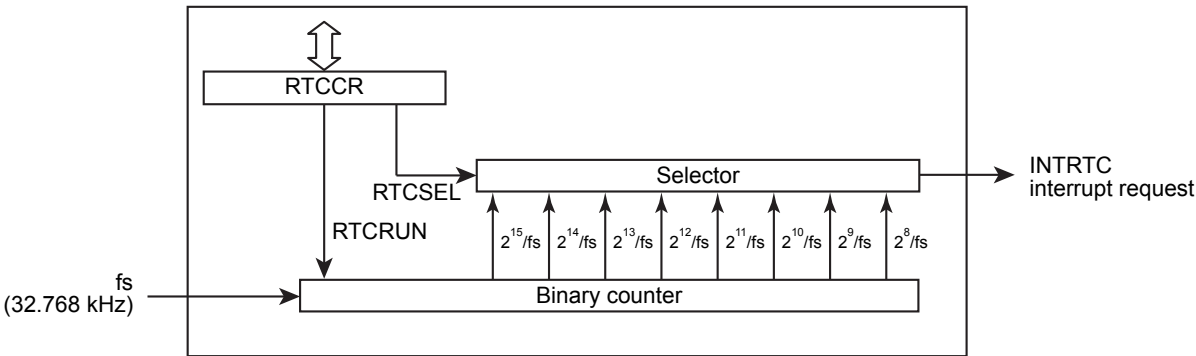 RTCCR
Selector
INTRTC
interrupt request
RTCSEL
RTCRUN
2^15/fs 2^14/fs 2^13/fs 2^12/fs 2^11/fs 2^10/fs 2^9/fs 2^8/fs
fs
(32.768 kHz)
Binary counter